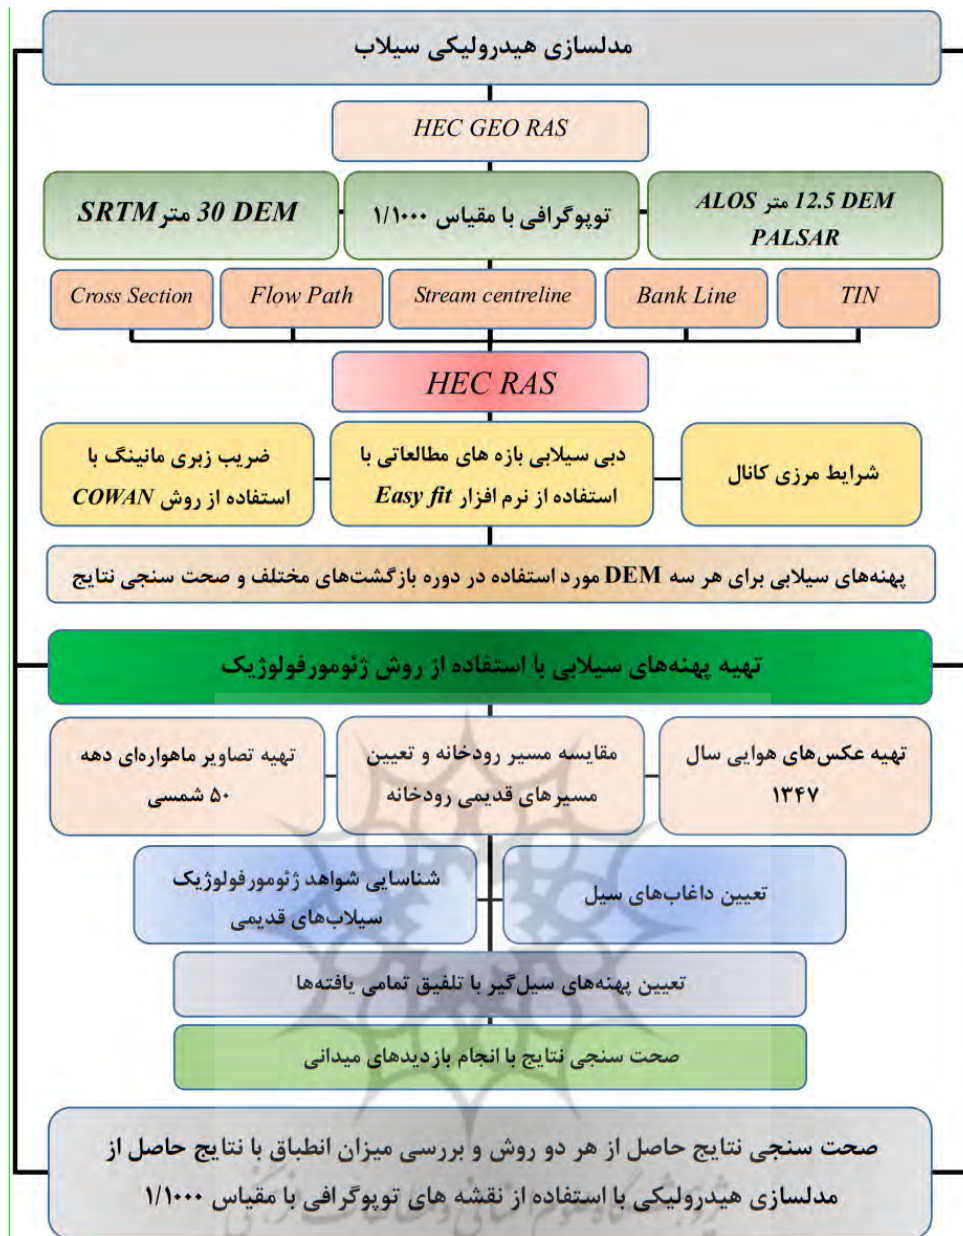 مدلسازی هیدرولیکی سیلاب
HEC GEO RAS
ALOS متر 12.5 DEM
PALSAR
توپوگرافی با مقیاس ۱/۱۰۰۰
SRTM متر 30 DEM
Cross Section
Flow Path
Stream centreline
Bank Line
TIN
HEC RAS
شرایط مرزی کانال
دبی سیلابی بازه های مطالعاتی با
استفاده از نرم افزار Easy fit
ضریب زبری مانینگ با
استفاده از روش COWAN
پهنه‌های سیلابی برای هر سه DEM مورد استفاده در دوره بازگشت‌های مختلف و صحت سنجی نتایج
تهیه پهنه‌های سیلابی با استفاده از روش ژئومورفولوژیک
تهیه عکس‌های هوایی سال
۱۳۴۷
مقایسه مسیر رودخانه و تعیین
مسیرهای قدیمی رودخانه
تهیه تصاویر ماهواره‌ای دهه
۵۰ شمسی
تعیین داغاب‌های سیل
شناسایی شواهد ژئومورفولوژیک
سیلاب‌های قدیمی
تعیین پهنه‌های سیل‌گیر با تلفیق تمامی یافته‌ها
صحت سنجی نتایج با انجام بازدیدهای میدانی
صحت سنجی نتایج حاصل از هر دو روش و بررسی میزان انطباق با نتایج حاصل از
مدلسازی هیدرولیکی با استفاده از نقشه های توپوگرافی با مقیاس ۱/۱۰۰۰
پژوهشگاه علوم انسانی و مطالعات فرهنگی